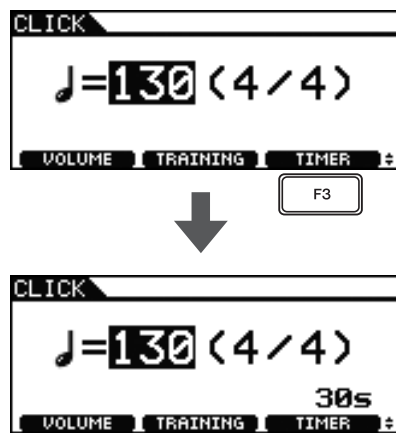 CLICK
♩=130 (4/4)
VOLUME TRAINING TIMER
F3
CLICK
♩=130 (4/4)
30s
VOLUME TRAINING TIMER